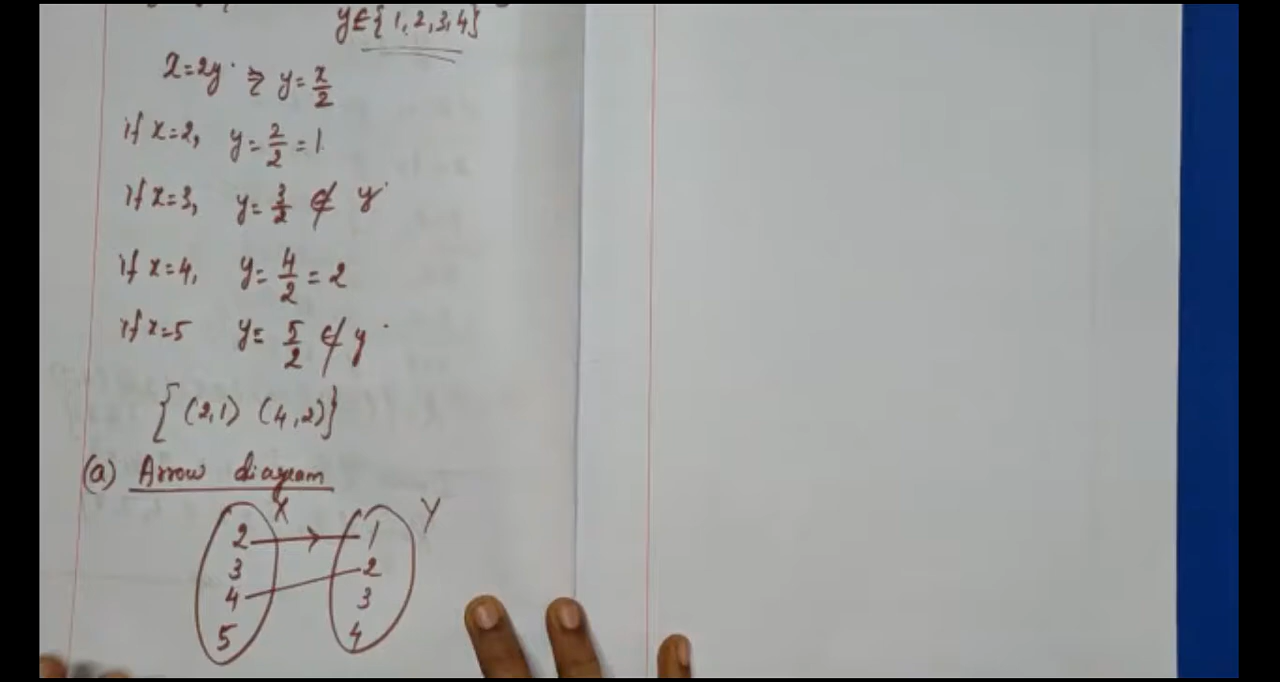 y∈{1,2,3,4}
x=2y ⇒ y=x/2
if x=2, y=2/2=1
if x=3, y=3/2 ∉ y
if x=4, y=4/2=2
if x=5 y=5/2 ∉ y
{(2,1) (4,2)}
(a) Arrow diagram
X Y
2 1
3 2
4 3
5 4